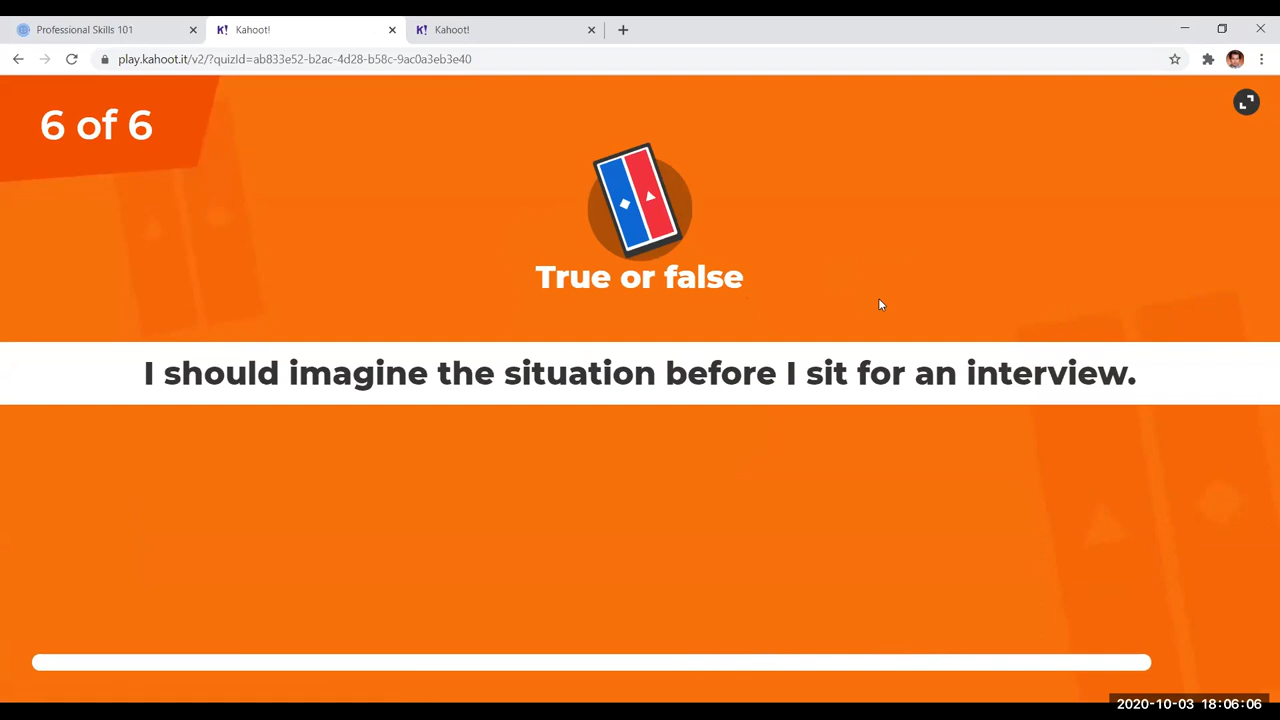 Professional Skills 101
K! Kahoot!
K! Kahoot!
play.kahoot.it/v2/?quizId=ab833e52-b2ac-4d28-b58c-9ac0a3eb3e40
6 of 6
True or false
I should imagine the situation before I sit for an interview.
2020-10-03 18:06:06